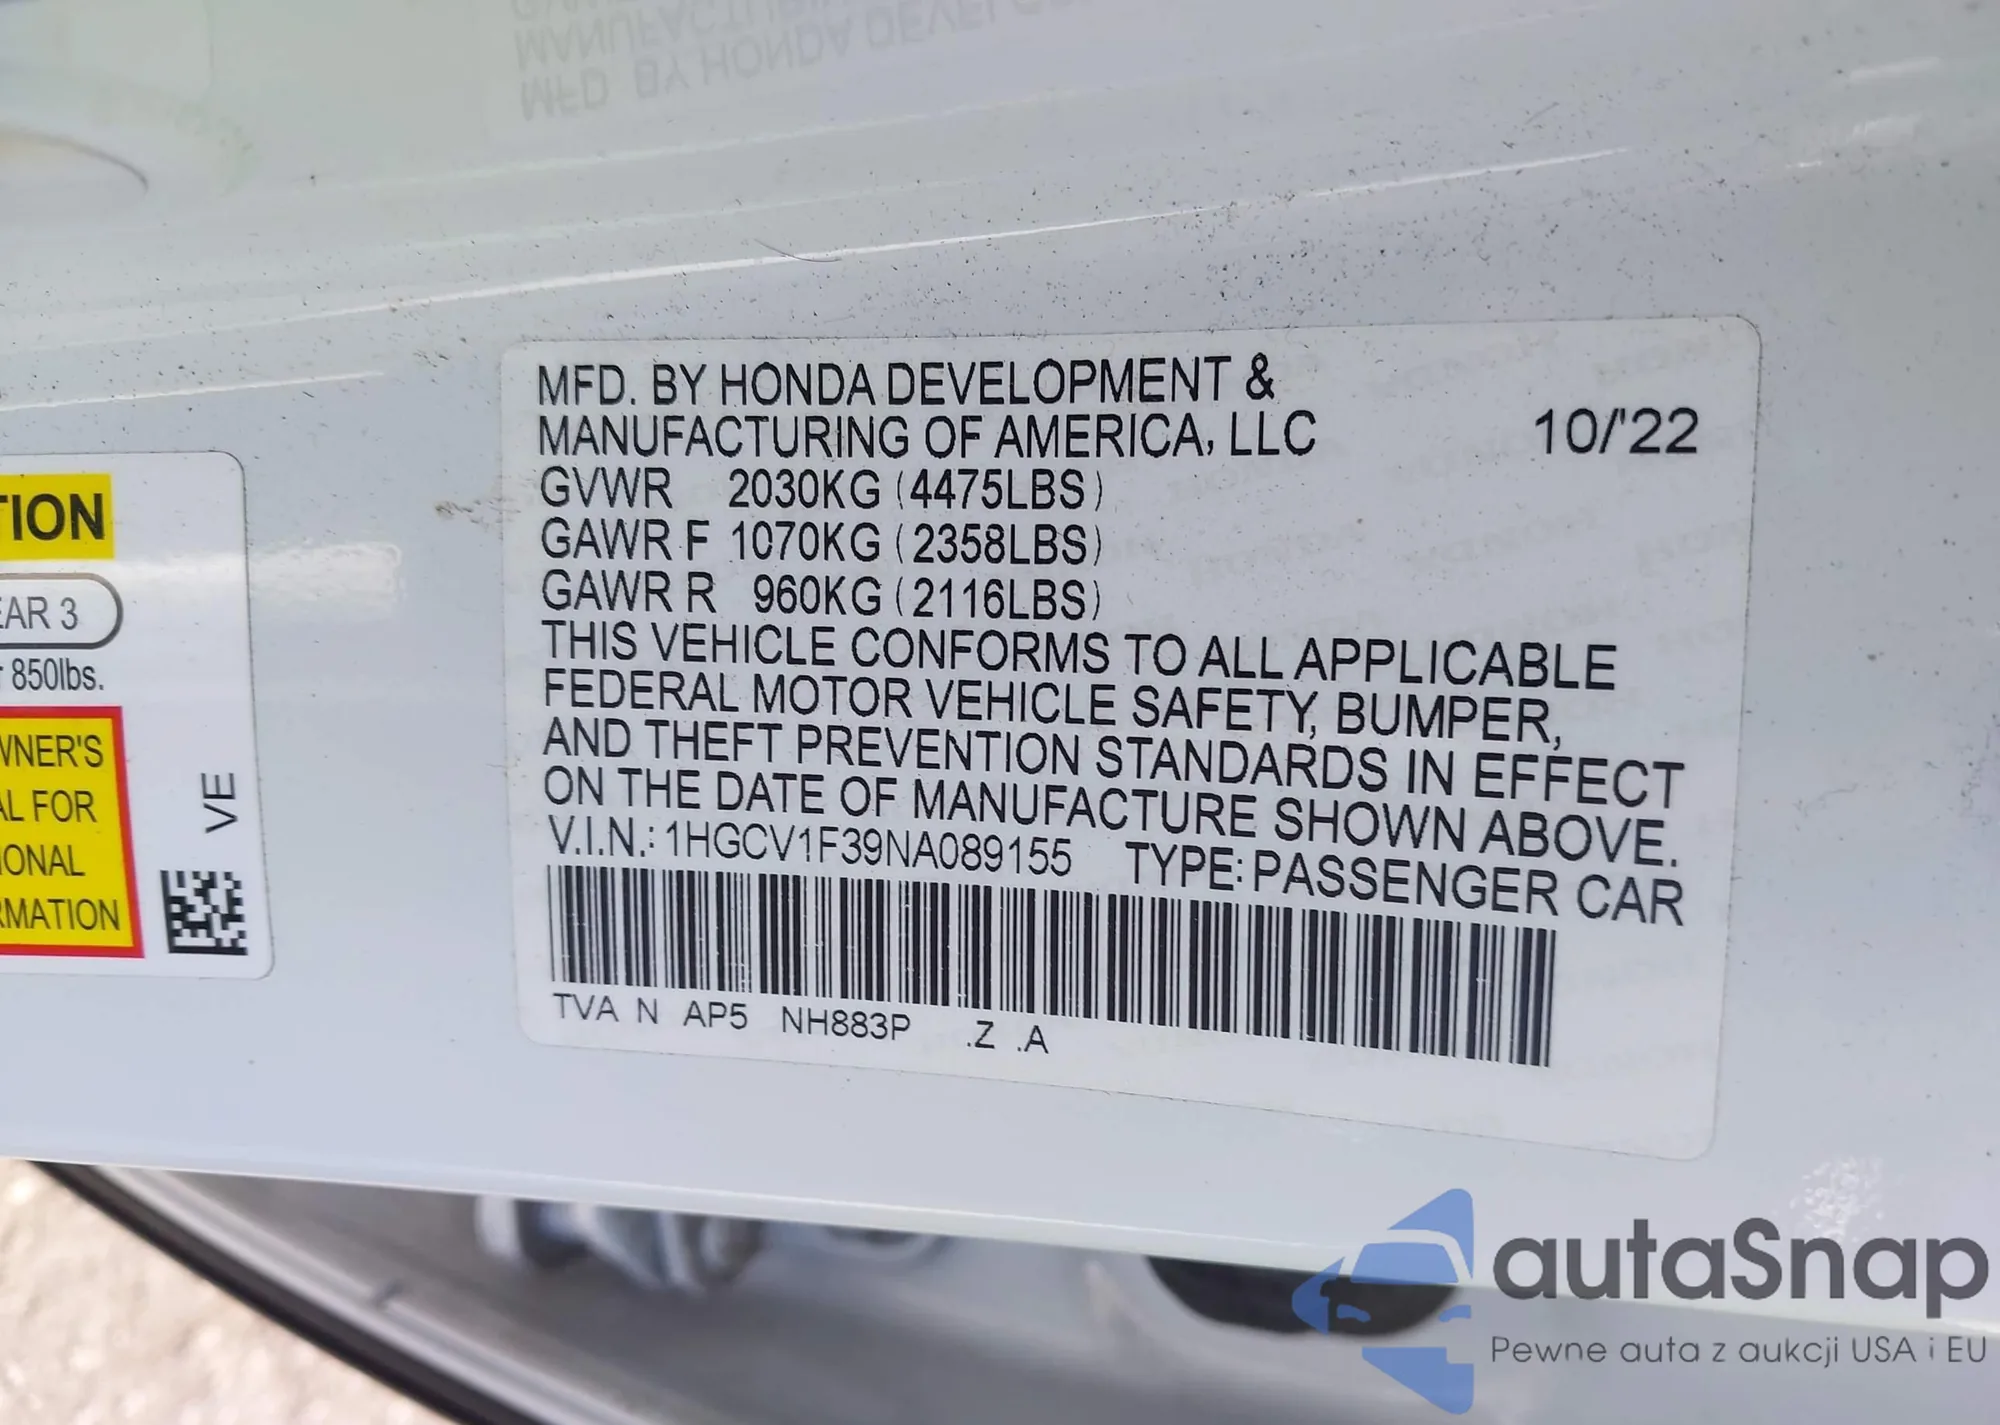 MFD. BY HONDA DEVELOPMENT &
MANUFACTURING OF AMERICA, LLC 10/'22
GVWR 2030KG (4475LBS)
GAWR F 1070KG (2358LBS)
GAWR R 960KG (2116LBS)
THIS VEHICLE CONFORMS TO ALL APPLICABLE
FEDERAL MOTOR VEHICLE SAFETY, BUMPER,
AND THEFT PREVENTION STANDARDS IN EFFECT
ON THE DATE OF MANUFACTURE SHOWN ABOVE.
V.I.N.: 1HGCV1F39NA089155 TYPE: PASSENGER CAR
TVA N AP5 NH883P .Z .A
TION
EAR 3
850lbs.
WNER'S
AL FOR
IONAL
RMATION
VE
autaSnap
Pewne auta z aukcji USA i EU